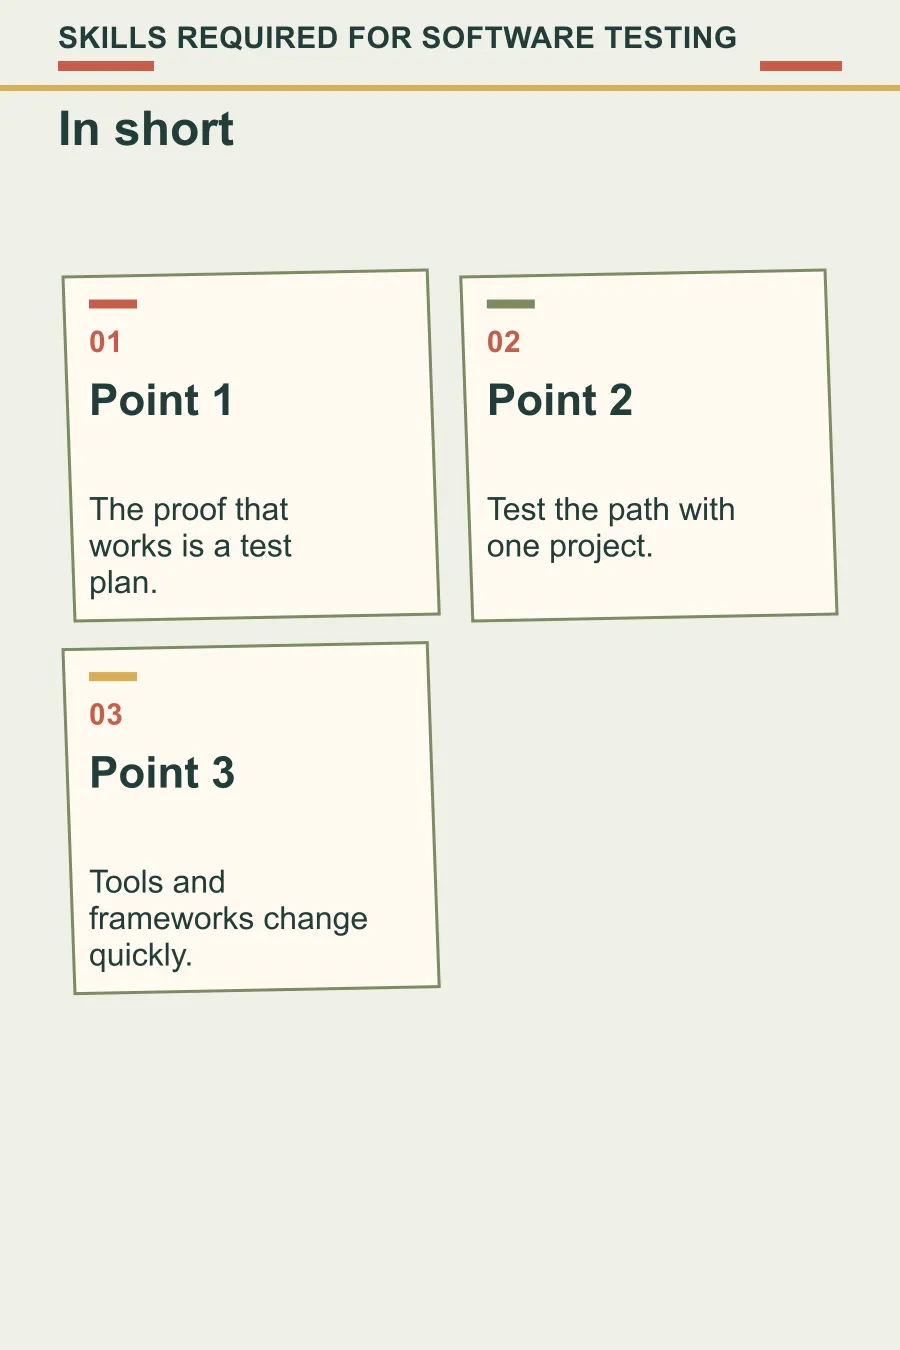 SKILLS REQUIRED FOR SOFTWARE TESTING
In short
01
Point 1
The proof that
works is a test
plan.
02
Point 2
Test the path with
one project.
03
Point 3
Tools and
frameworks change
quickly.